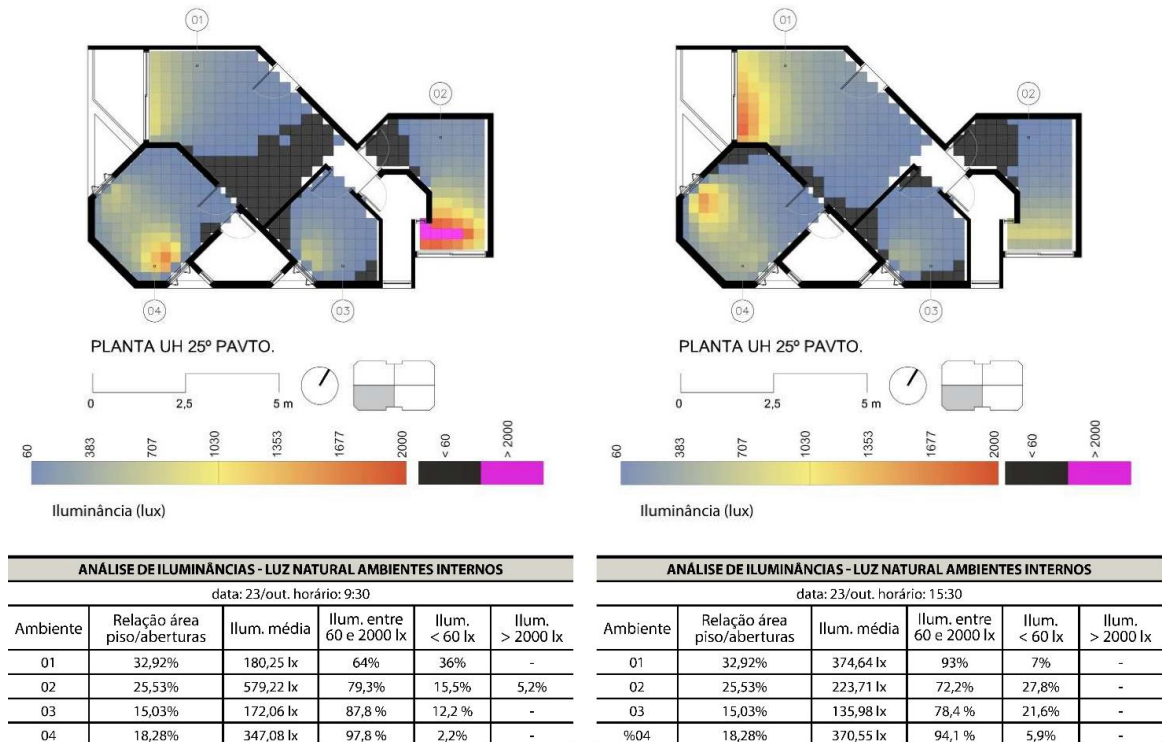 01
02
04
03
PLANTA UH 25º PAVTO.
0 2,5 5 m
60 383 707 1030 1353 1677 2000 < 60 > 2000
Iluminância (lux)
ANÁLISE DE ILUMINÂNCIAS - LUZ NATURAL AMBIENTES INTERNOS
data: 23/out. horário: 9:30
Ambiente Relação área piso/aberturas Ilum. média Ilum. entre 60 e 2000 lx Ilum. < 60 lx Ilum. > 2000 lx
01 32,92% 180,25 lx 64% 36% -
02 25,53% 579,22 lx 79,3% 15,5% 5,2%
03 15,03% 172,06 lx 87,8 % 12,2 % -
04 18,28% 347,08 lx 97,8 % 2,2% -
01
02
04
03
PLANTA UH 25º PAVTO.
0 2,5 5 m
60 383 707 1030 1353 1677 2000 < 60 > 2000
Iluminância (lux)
ANÁLISE DE ILUMINÂNCIAS - LUZ NATURAL AMBIENTES INTERNOS
data: 23/out. horário: 15:30
Ambiente Relação área piso/aberturas Ilum. média Ilum. entre 60 e 2000 lx Ilum. < 60 lx Ilum. > 2000 lx
01 32,92% 374,64 lx 93% 7% -
02 25,53% 223,71 lx 72,2% 27,8% -
03 15,03% 135,98 lx 78,4 % 21,6% -
%04 18,28% 370,55 lx 94,1 % 5,9% -